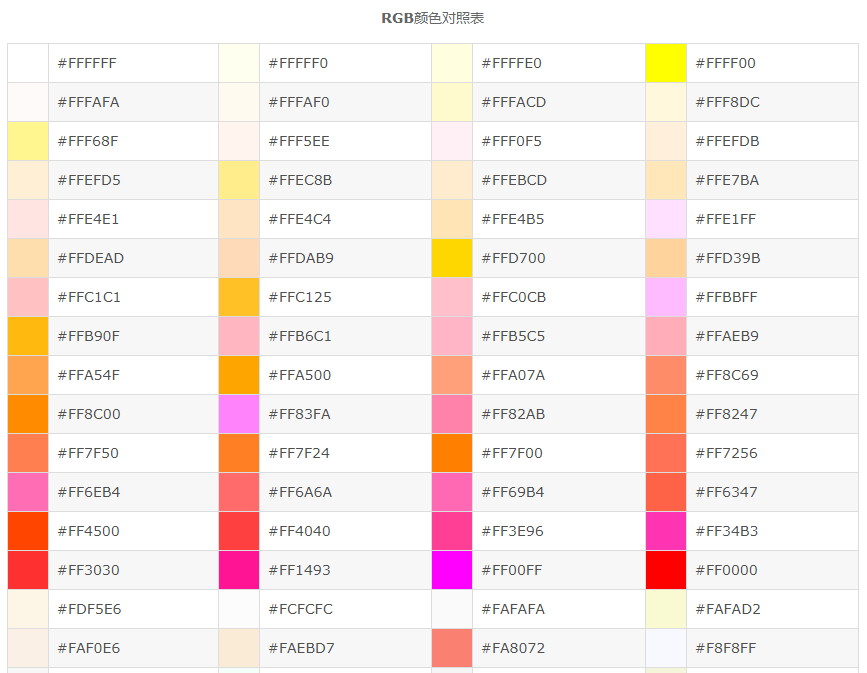 RGB颜色对照表
#FFFFFF #FFFFF0 #FFFFE0 #FFFF00
#FFFAFA #FFFAF0 #FFFACD #FFF8DC
#FFF68F #FFF5EE #FFF0F5 #FFEFDB
#FFEFD5 #FFEC8B #FFEBCD #FFE7BA
#FFE4E1 #FFE4C4 #FFE4B5 #FFE1FF
#FFDEAD #FFDAB9 #FFD700 #FFD39B
#FFC1C1 #FFC125 #FFC0CB #FFBBFF
#FFB90F #FFB6C1 #FFB5C5 #FFAEB9
#FFA54F #FFA500 #FFA07A #FF8C69
#FF8C00 #FF83FA #FF82AB #FF8247
#FF7F50 #FF7F24 #FF7F00 #FF7256
#FF6EB4 #FF6A6A #FF69B4 #FF6347
#FF4500 #FF4040 #FF3E96 #FF34B3
#FF3030 #FF1493 #FF00FF #FF0000
#FDF5E6 #FCFCFC #FAFAFA #FAFAD2
#FAF0E6 #FAEBD7 #FA8072 #F8F8FF